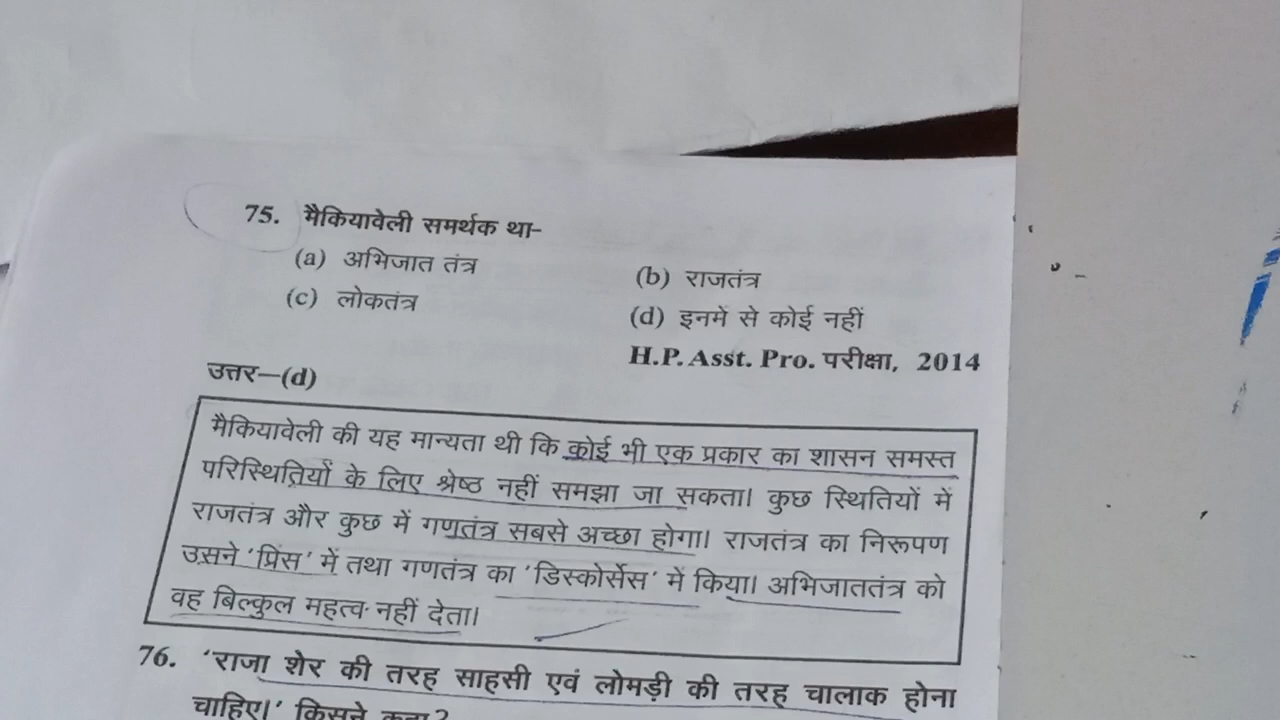 75. मैकियावेली समर्थक था-
(a) अभिजात तंत्र (b) राजतंत्र
(c) लोकतंत्र (d) इनमें से कोई नहीं
H.P. Asst. Pro. परीक्षा, 2014
उत्तर—(d)
मैकियावेली की यह मान्यता थी कि कोई भी एक प्रकार का शासन समस्त
परिस्थितियों के लिए श्रेष्ठ नहीं समझा जा सकता। कुछ स्थितियों में
राजतंत्र और कुछ में गणतंत्र सबसे अच्छा होगा। राजतंत्र का निरूपण
उसने 'प्रिंस' में तथा गणतंत्र का 'डिस्कोर्सेस' में किया। अभिजाततंत्र को
वह बिल्कुल महत्व नहीं देता।
76. 'राजा शेर की तरह साहसी एवं लोमड़ी की तरह चालाक होना
चाहिए।' किसने कहा?